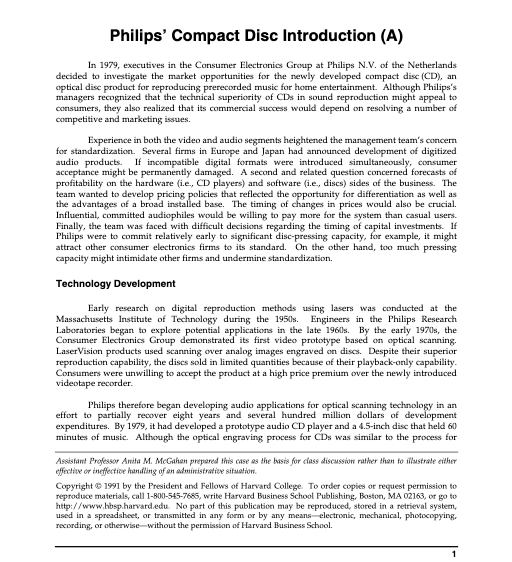 Philips' Compact Disc Introduction (A)
In 1979, executives in the Consumer Electronics Group at Philips N.V. of the Netherlands
decided to investigate the market opportunities for the newly developed compact disc (CD), an
optical disc product for reproducing prerecorded music for home entertainment. Although Philips's
managers recognized that the technical superiority of CDs in sound reproduction might appeal to
consumers, they also realized that its commercial success would depend on resolving a number of
competitive and marketing issues.
Experience in both the video and audio segments heightened the management team's concern
for standardization. Several firms in Europe and Japan had announced development of digitized
audio products. If incompatible digital formats were introduced simultaneously, consumer
acceptance might be permanently damaged. A second and related question concerned forecasts of
profitability on the hardware (i.e., CD players) and software (i.e., discs) sides of the business. The
team wanted to develop pricing policies that reflected the opportunity for differentiation as well as
the advantages of a broad installed base. The timing of changes in prices would also be crucial.
Influential, committed audiophiles would be willing to pay more for the system than casual users.
Finally, the team was faced with difficult decisions regarding the timing of capital investments. If
Philips were to commit relatively early to significant disc-pressing capacity, for example, it might
attract other consumer electronics firms to its standard. On the other hand, too much pressing
capacity might intimidate other firms and undermine standardization.
Technology Development
Early research on digital reproduction methods using lasers was conducted at the
Massachusetts Institute of Technology during the 1950s. Engineers in the Philips Research
Laboratories began to explore potential applications in the late 1960s. By the early 1970s, the
Consumer Electronics Group demonstrated its first video prototype based on optical scanning.
LaserVision products used scanning over analog images engraved on discs. Despite their superior
reproduction capability, the discs sold in limited quantities because of their playback-only capability.
Consumers were unwilling to accept the product at a high price premium over the newly introduced
videotape recorder.
Philips therefore began developing audio applications for optical scanning technology in an
effort to partially recover eight years and several hundred million dollars of development
expenditures. By 1979, it had developed a prototype audio CD player and a 4.5-inch disc that held 60
minutes of music. Although the optical engraving process for CDs was similar to the process for
Assistant Professor Anita M. McGahan prepared this case as the basis for class discussion rather than to illustrate either
effective or ineffective handling of an administrative situation.
Copyright © 1991 by the President and Fellows of Harvard College. To order copies or request permission to
reproduce materials, call 1-800-545-7685, write Harvard Business School Publishing, Boston, MA 02163, or go to
http://www.hbsp.harvard.edu. No part of this publication may be reproduced, stored in a retrieval system,
used in a spreadsheet, or transmitted in any form or by any means—electronic, mechanical, photocopying,
recording, or otherwise—without the permission of Harvard Business School.
1